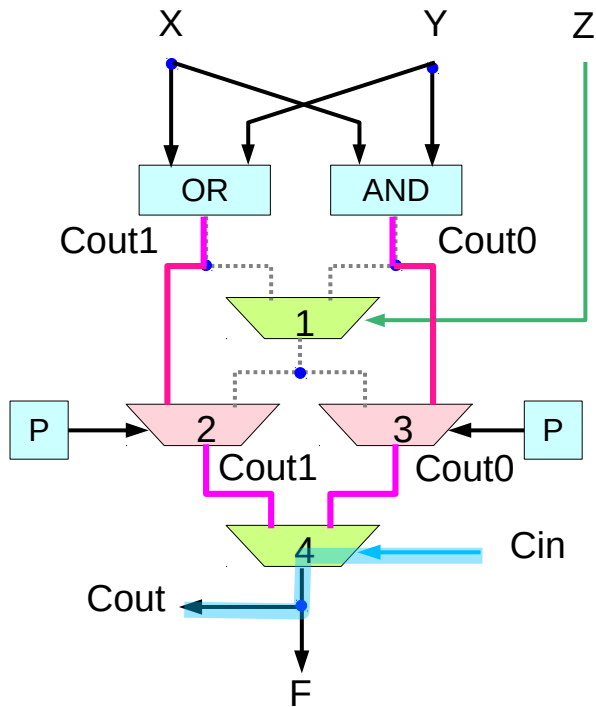 X Y Z
OR AND
Cout1 Cout0
1
P 2 3 P
Cout1 Cout0
4 Cin
Cout
F